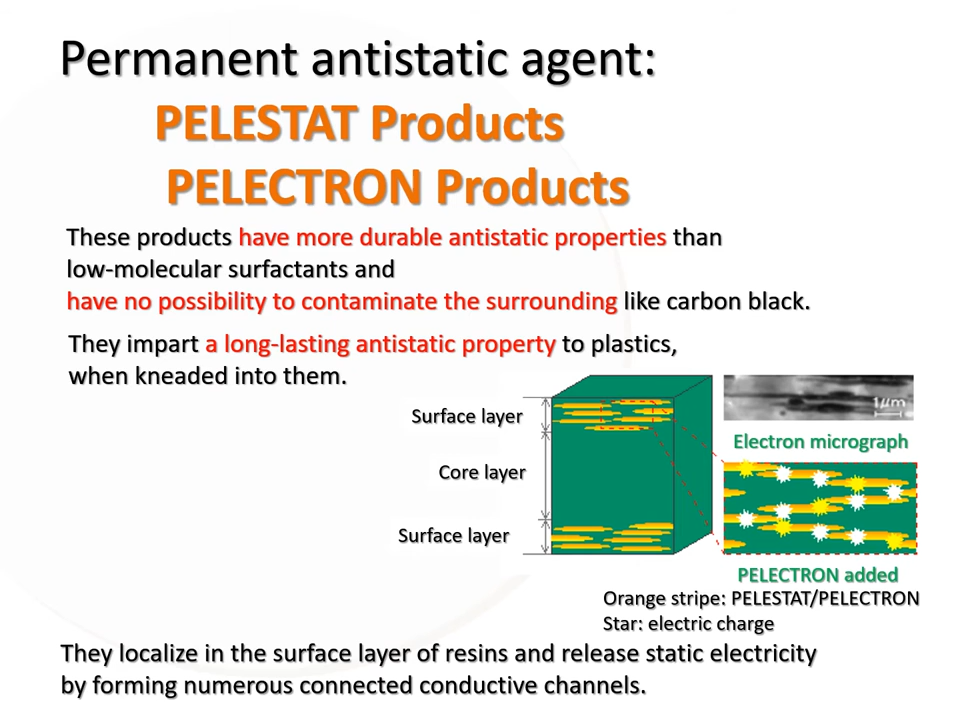 Permanent antistatic agent:
PELESTAT Products
PELECTRON Products
These products have more durable antistatic properties than
low-molecular surfactants and
have no possibility to contaminate the surrounding like carbon black.
They impart a long-lasting antistatic property to plastics,
when kneaded into them.
Surface layer
Core layer
Surface layer
1μm
Electron micrograph
PELECTRON added
Orange stripe: PELESTAT/PELECTRON
Star: electric charge
They localize in the surface layer of resins and release static electricity
by forming numerous connected conductive channels.